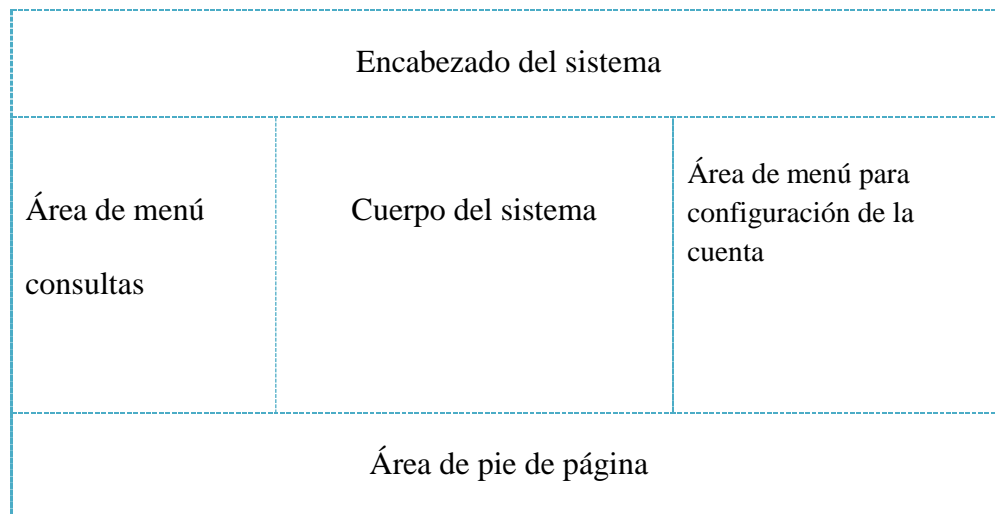 Encabezado del sistema
Área de menú
consultas
Cuerpo del sistema
Área de menú para
configuración de la
cuenta
Área de pie de página